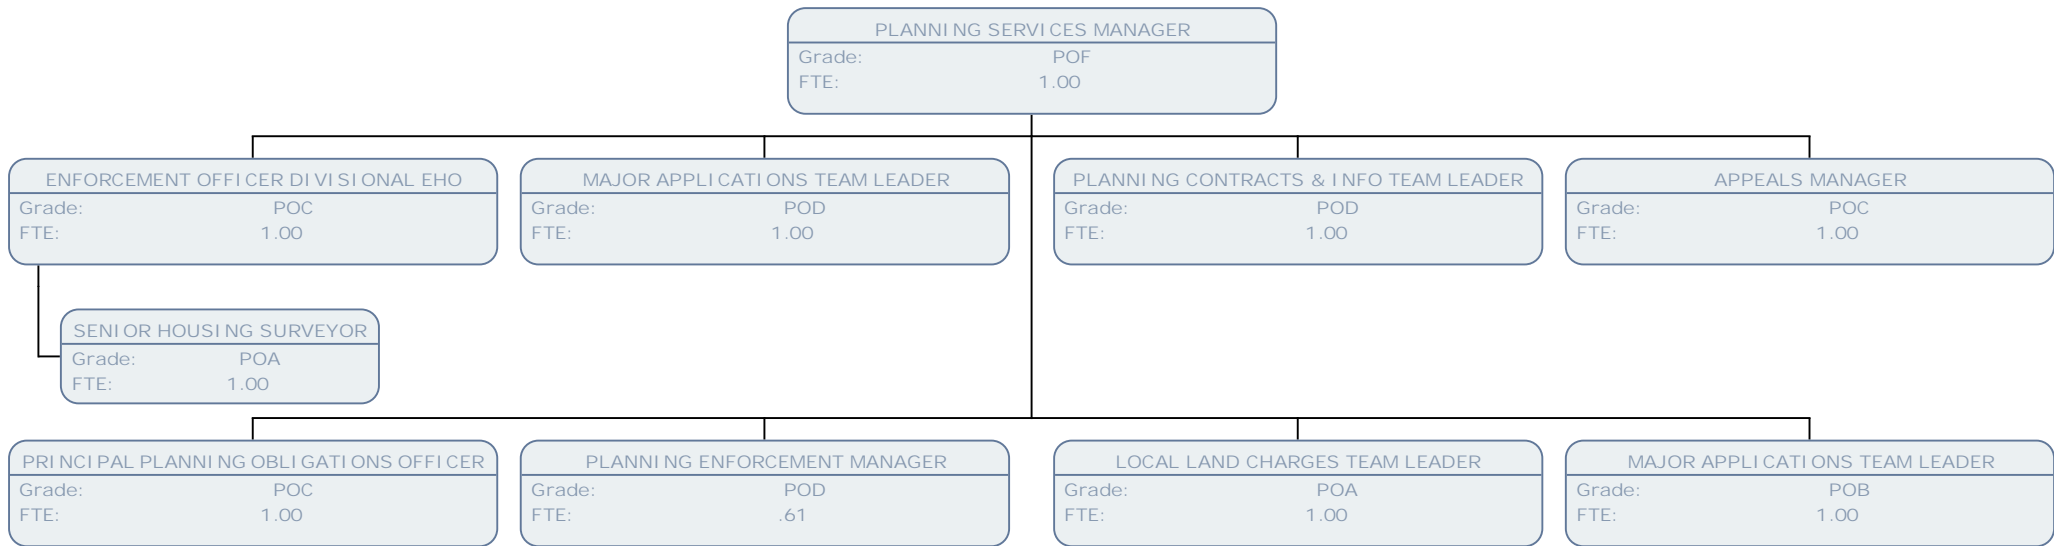 PLANNING SERVICES MANAGER
Grade: POF
FTE: 1.00
ENFORCEMENT OFFICER DIVISIONAL EHO
Grade: POC
FTE: 1.00
MAJOR APPLICATIONS TEAM LEADER
Grade: POD
FTE: 1.00
PLANNING CONTRACTS & INFO TEAM LEADER
Grade: POD
FTE: 1.00
APPEALS MANAGER
Grade: POC
FTE: 1.00
SENIOR HOUSING SURVEYOR
Grade: POA
FTE: 1.00
PRINCIPAL PLANNING OBLIGATIONS OFFICER
Grade: POC
FTE: 1.00
PLANNING ENFORCEMENT MANAGER
Grade: POD
FTE: .61
LOCAL LAND CHARGES TEAM LEADER
Grade: POA
FTE: 1.00
MAJOR APPLICATIONS TEAM LEADER
Grade: POB
FTE: 1.00